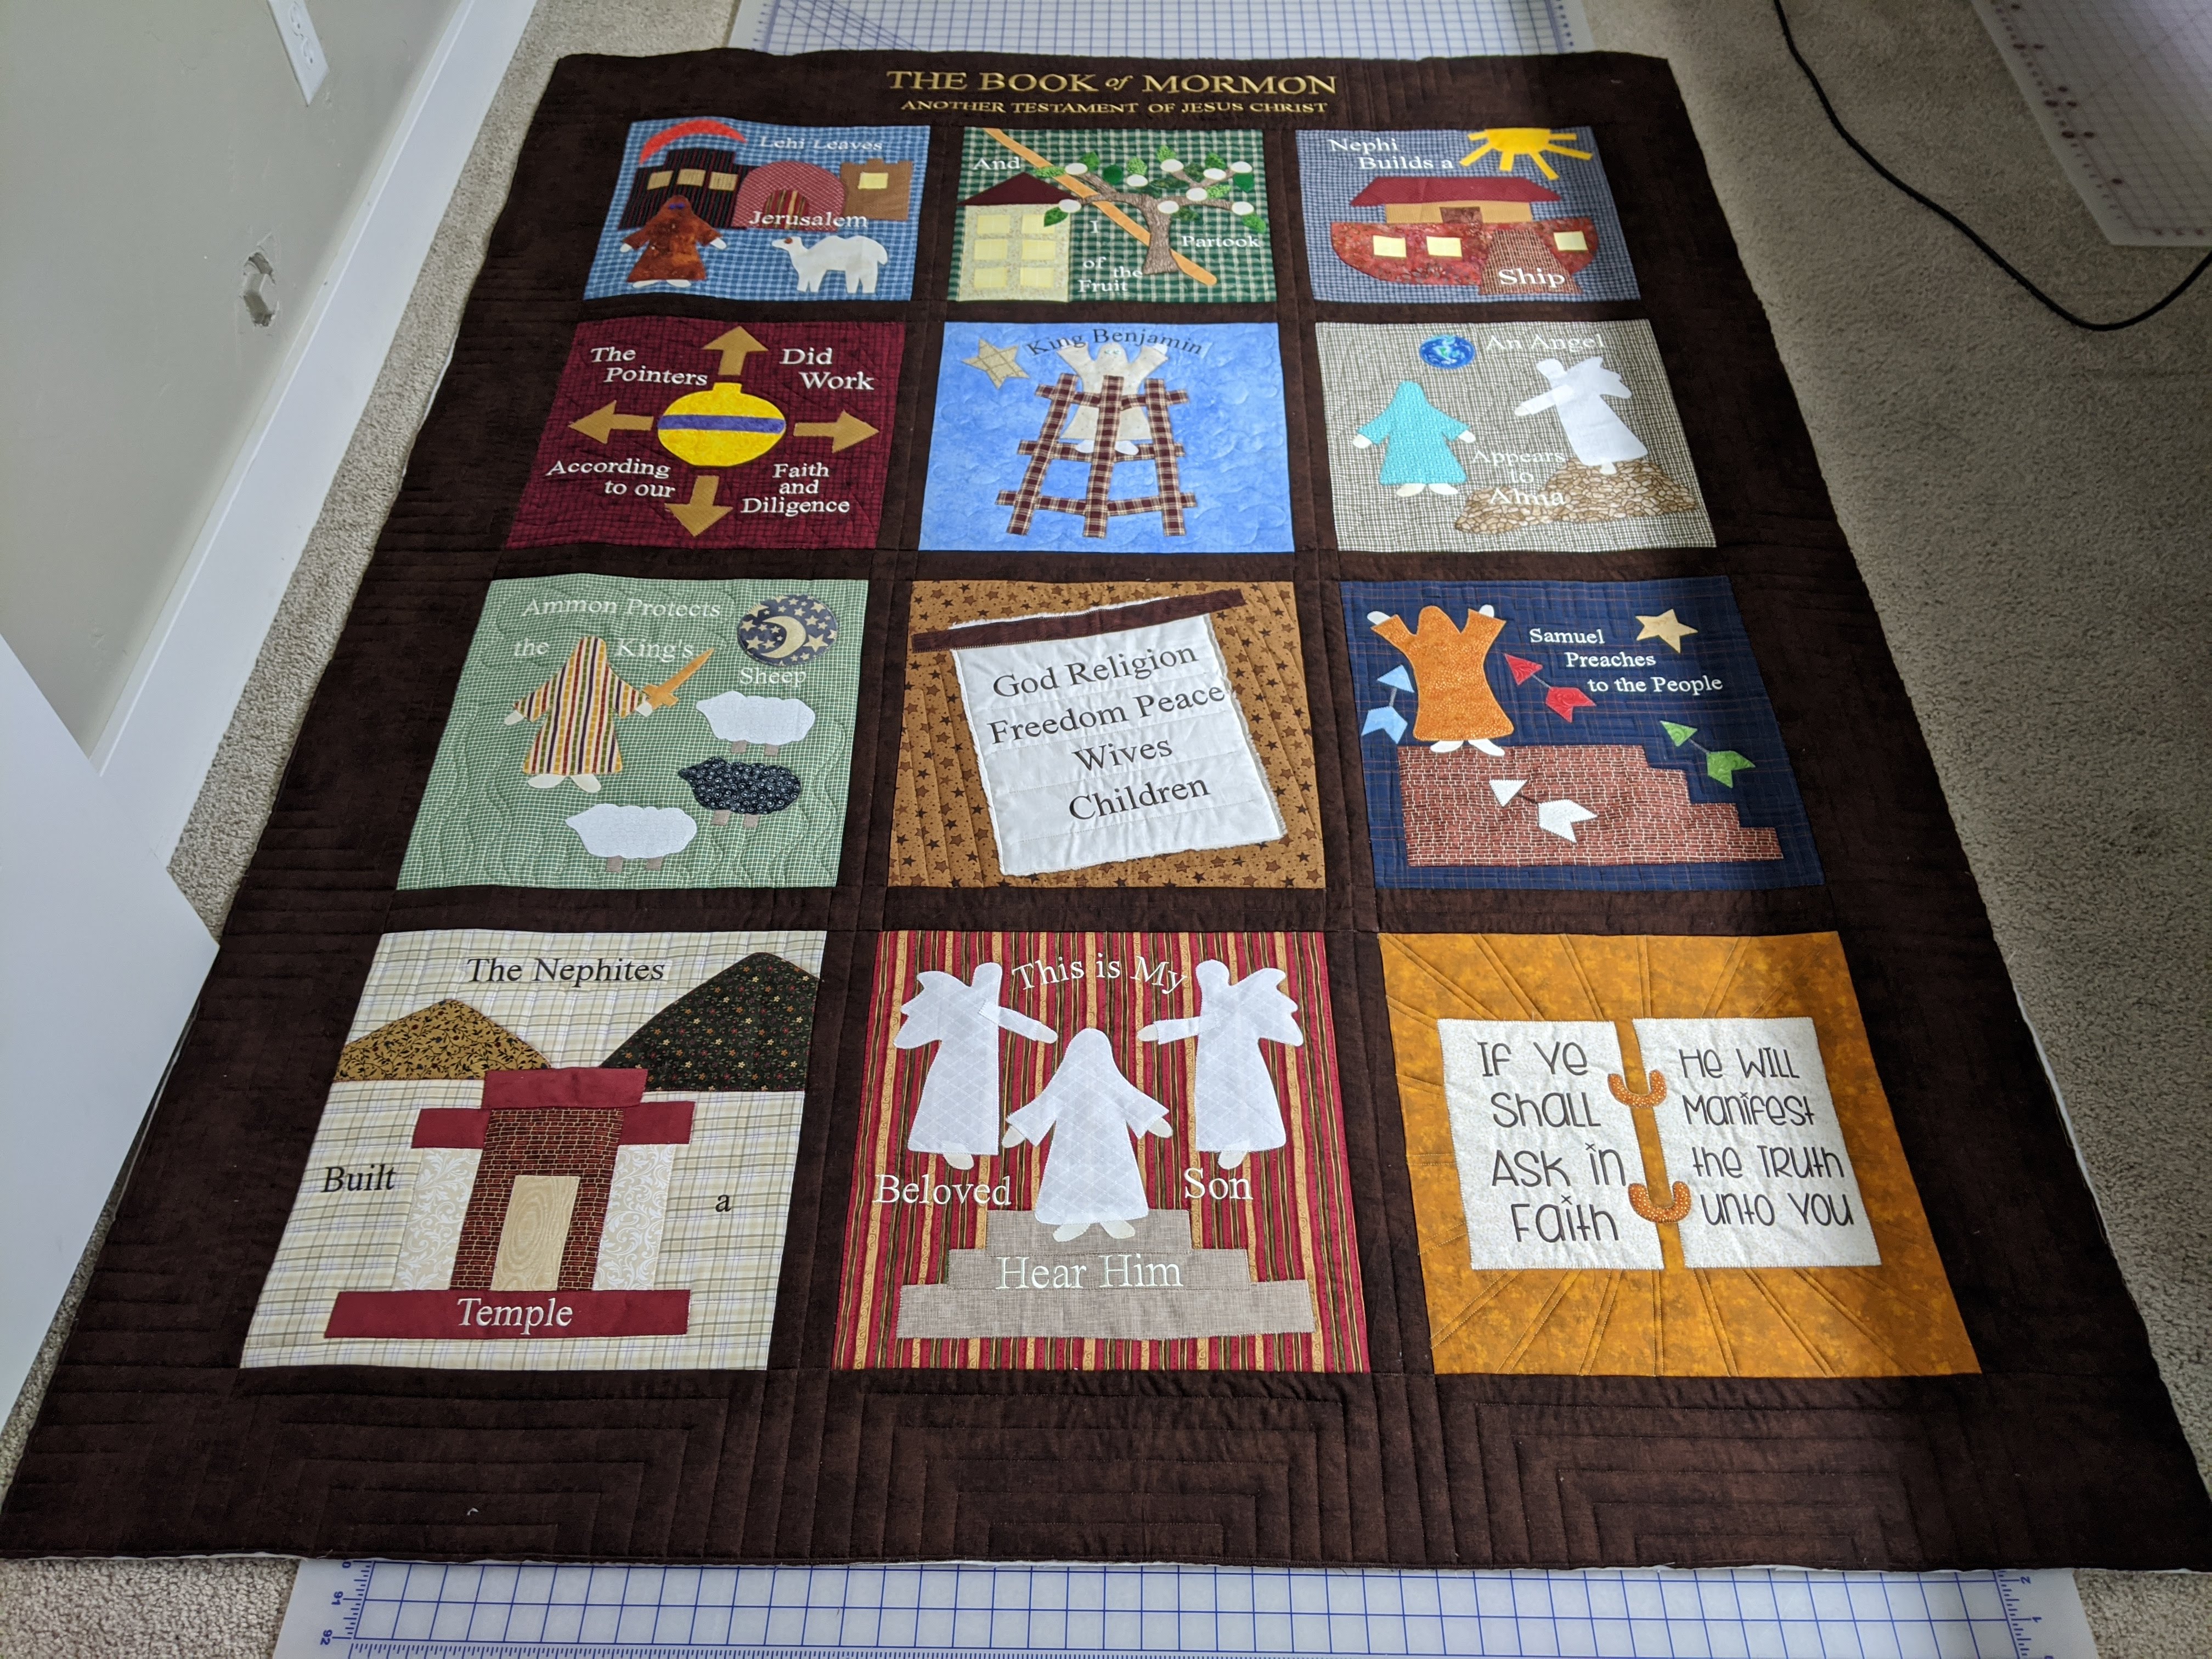 THE BOOK of MORMON
ANOTHER TESTAMENT OF JESUS CHRIST
Lehi Leaves
Jerusalem
And
I
Partook
of the
Fruit
Nephi
Builds a
Ship
The
Pointers
Did
Work
According
to our
Faith
and
Diligence
King Benjamin
An Angel
Appears
to
Alma
Ammon Protects
the King's
Sheep
God Religion
Freedom Peace
Wives
Children
Samuel
Preaches
to the People
The Nephites
Built
a
Temple
This is My
Beloved Son
Hear Him
If Ye
Shall
Ask in
Faith
He Will
Manifest
the Truth
unto You
91
92
2
1